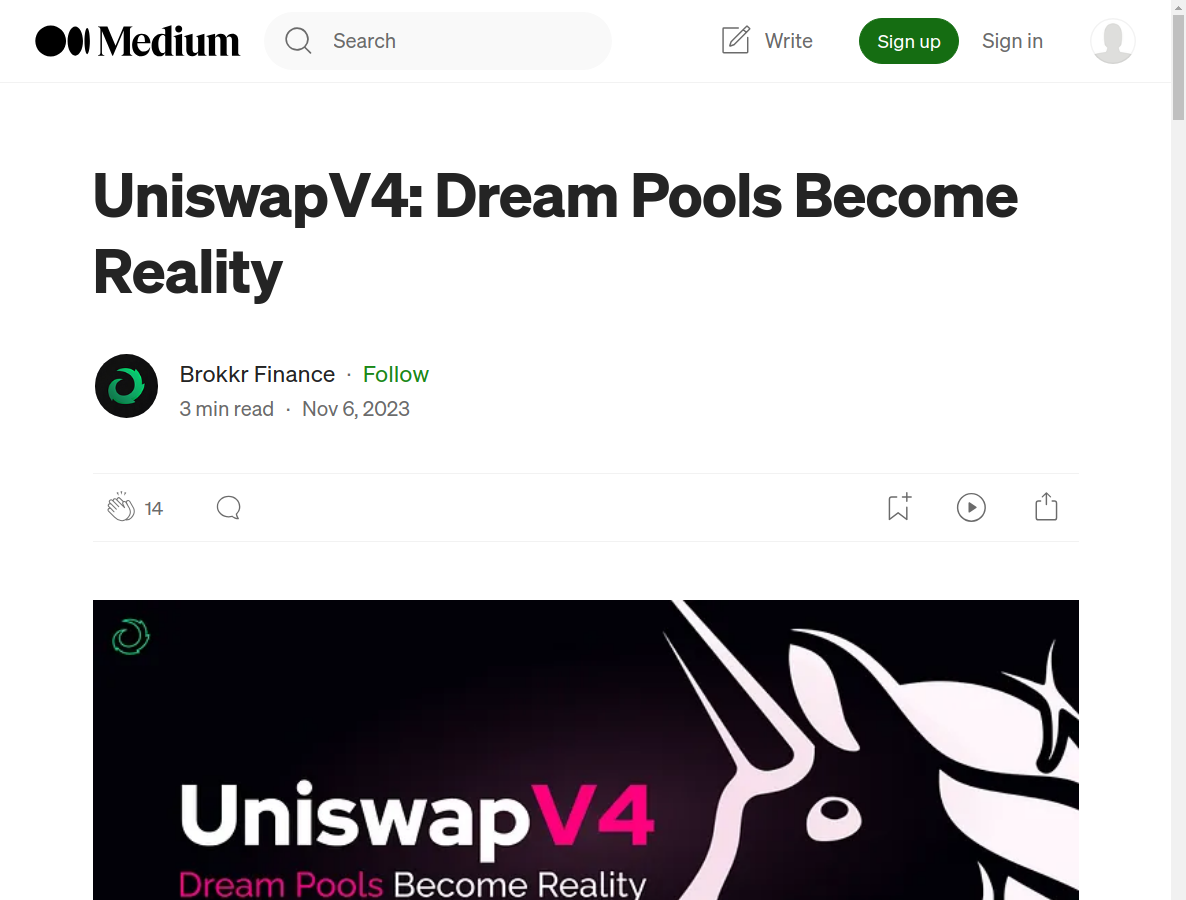 Medium
Search
Write
Sign up
Sign in
UniswapV4: Dream Pools Become
Reality
Brokkr Finance · Follow
3 min read · Nov 6, 2023
14
UniswapV4
Dream Pools Become Reality